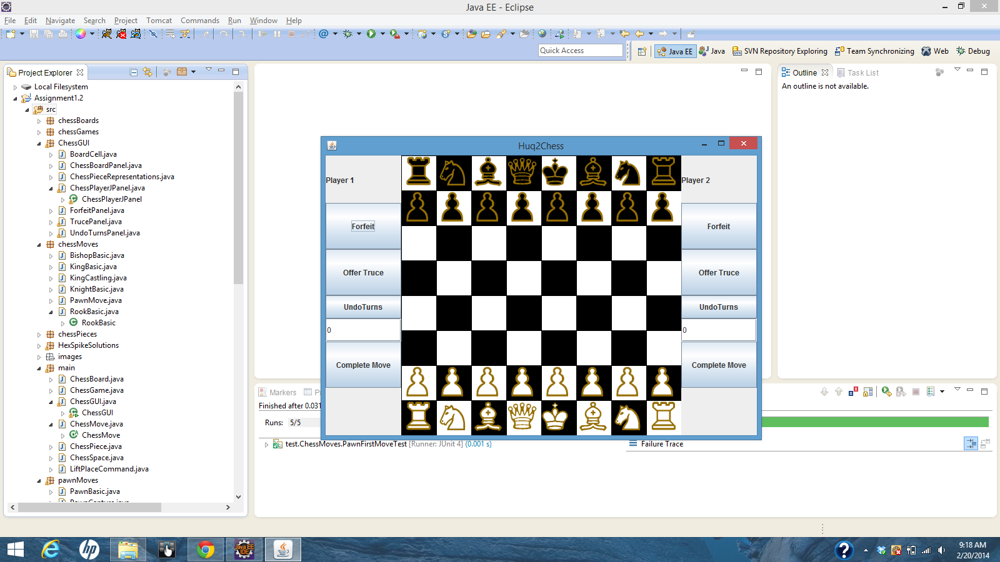 Java EE - Eclipse
File Edit Navigate Search Project Tomcat Commands Run Window Help
Quick Access
Java EE
Java
SVN Repository Exploring
Team Synchronizing
Web
Debug
Project Explorer
Local Filesystem
Assignment1.2
src
chessBoards
chessGames
ChessGUI
BoardCell.java
ChessBoardPanel.java
ChessPieceRepresentations.java
ChessPlayerJPanel.java
ChessPlayerJPanel
ForfeitPanel.java
TrucePanel.java
UndoTurnsPanel.java
chessMoves
BishopBasic.java
KingBasic.java
KingCastling.java
KnightBasic.java
PawnMove.java
RookBasic.java
RookBasic
chessPieces
HexSpikeSolutions
images
main
ChessBoard.java
ChessGame.java
ChessGUI.java
ChessGUI
ChessMove.java
ChessMove
ChessPiece.java
ChessSpace.java
LiftPlaceCommand.java
pawnMoves
PawnBasic.java
PawnCapture.java
Huq2Chess
Player 1
Forfeit
Offer Truce
UndoTurns
0
Complete Move
Player 2
Forfeit
Offer Truce
UndoTurns
0
Complete Move
Outline
Task List
An outline is not available.
Markers
Finished after 0.031
Runs: 5/5
test.ChessMoves.PawnFirstMoveTest [Runner: JUnit 4] (0.001 s)
Failure Trace
hp
Java EE
IDE
9:18 AM
2/20/2014